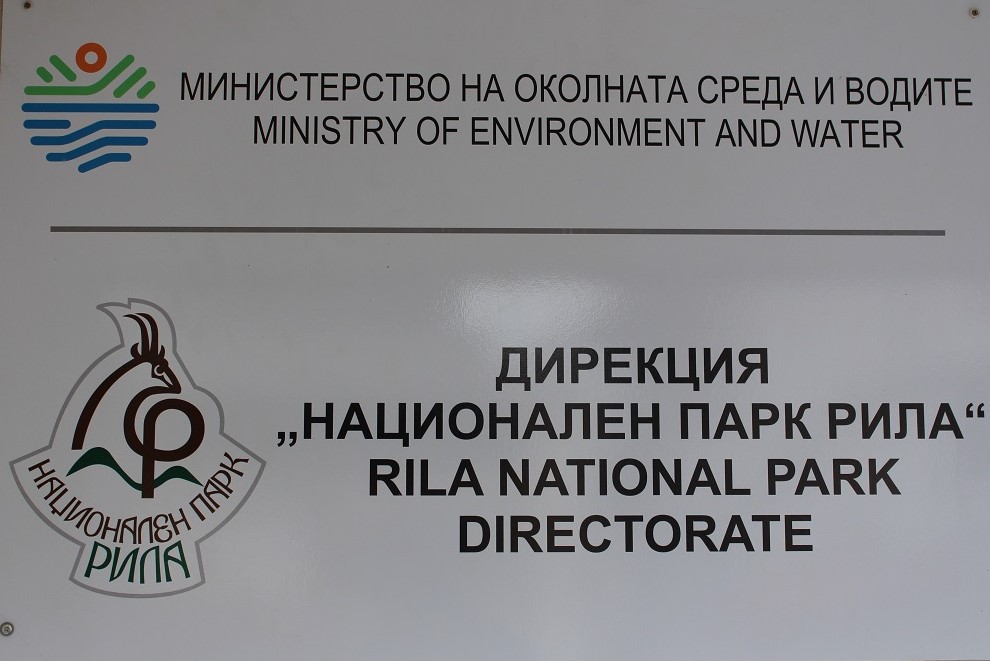 МИНИСТЕРСТВО НА ОКОЛНАТА СРЕДА И ВОДИТЕ
MINISTRY OF ENVIRONMENT AND WATER
ДИРЕКЦИЯ
„НАЦИОНАЛЕН ПАРК РИЛА“
RILA NATIONAL PARK
DIRECTORATE
НАЦИОНАЛЕН ПАРК
РИЛА